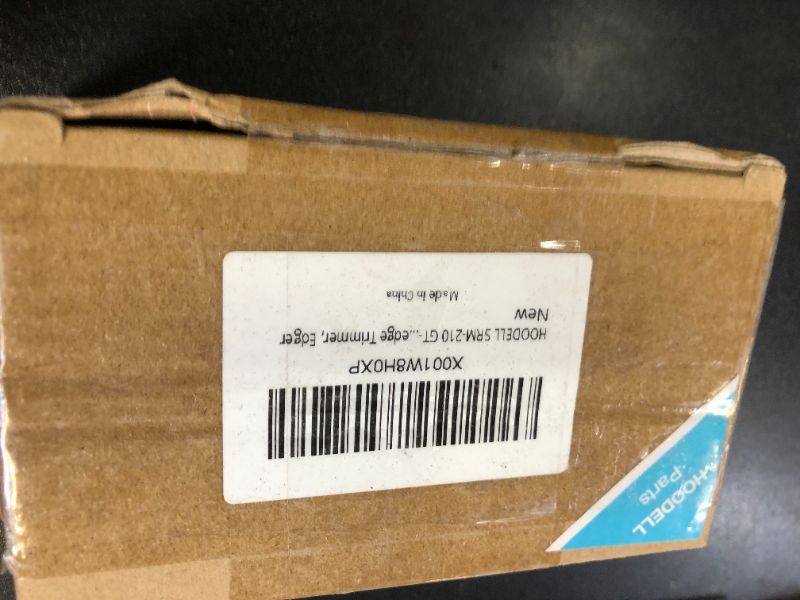 X001W8H0XP
HOODELL SRM-210 GT-...edge Trimmer, Edger
New
Made in China
HOODELL
·Parts·